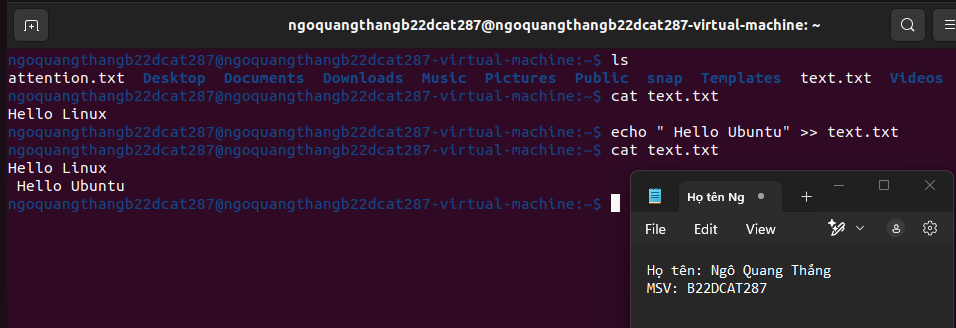 ngoquangthangb22dcat287@ngoquangthangb22dcat287-virtual-machine: ~
ngoquangthangb22dcat287@ngoquangthangb22dcat287-virtual-machine:~$ ls
attention.txt  Desktop  Documents  Downloads  Music  Pictures  Public  snap  Templates  text.txt  Videos
ngoquangthangb22dcat287@ngoquangthangb22dcat287-virtual-machine:~$ cat text.txt
Hello Linux
ngoquangthangb22dcat287@ngoquangthangb22dcat287-virtual-machine:~$ echo " Hello Ubuntu" >> text.txt
ngoquangthangb22dcat287@ngoquangthangb22dcat287-virtual-machine:~$ cat text.txt
Hello Linux
 Hello Ubuntu
ngoquangthangb22dcat287@ngoquangthangb22dcat287-virtual-machine:~$
Họ tên Ng
File Edit View
Họ tên: Ngô Quang Thắng
MSV: B22DCAT287